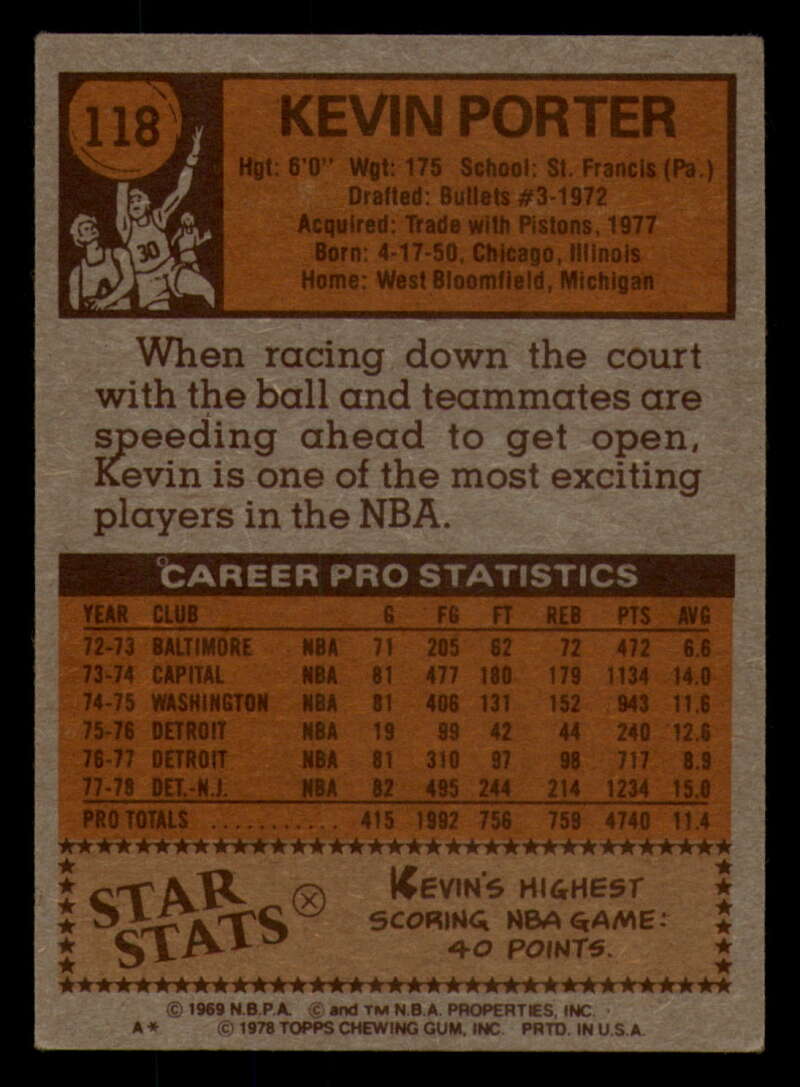 118
30
KEVIN PORTER
Hgt: 6'0" Wgt: 175 School: St. Francis (Pa.)
Drafted: Bullets #3-1972
Acquired: Trade with Pistons, 1977
Born: 4-17-50, Chicago, Illinois
Home: West Bloomfield, Michigan
When racing down the court
with the ball and teammates are
speeding ahead to get open,
Kevin is one of the most exciting
players in the NBA.
CAREER PRO STATISTICS
YEAR CLUB G FG FT REB PTS AVG
72-73 BALTIMORE NBA 71 205 62 72 472 6.6
73-74 CAPITAL NBA 81 477 180 179 1134 14.0
74-75 WASHINGTON NBA 81 406 131 152 943 11.6
75-76 DETROIT NBA 19 99 42 44 240 12.6
76-77 DETROIT NBA 81 310 97 98 717 8.9
77-78 DET.-N.J. NBA 82 495 244 214 1234 15.0
PRO TOTALS ........... 415 1992 756 759 4740 11.4
STAR
STATS
KEVIN'S HIGHEST
SCORING NBA GAME:
40 POINTS.
© 1969 N.B.P.A. © and TM N.B.A. PROPERTIES, INC.
A* © 1978 TOPPS CHEWING GUM, INC. PRTD. IN U.S.A.